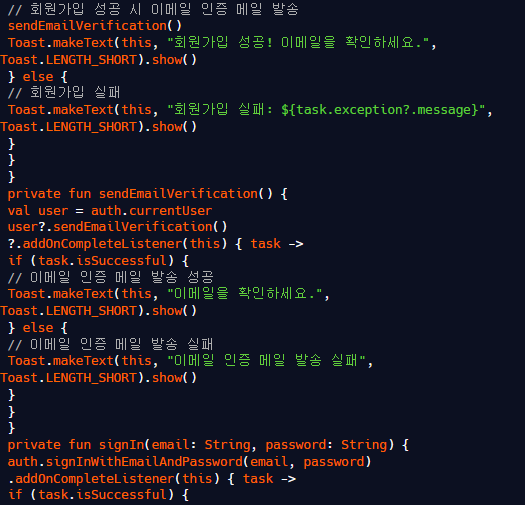 // 회원가입 성공 시 이메일 인증 메일 발송
sendEmailVerification()
Toast.makeText(this, "회원가입 성공! 이메일을 확인하세요.",
Toast.LENGTH_SHORT).show()
} else {
// 회원가입 실패
Toast.makeText(this, "회원가입 실패: ${task.exception?.message}",
Toast.LENGTH_SHORT).show()
}
}
}
private fun sendEmailVerification() {
val user = auth.currentUser
user?.sendEmailVerification()
?.addOnCompleteListener(this) { task ->
if (task.isSuccessful) {
// 이메일 인증 메일 발송 성공
Toast.makeText(this, "이메일을 확인하세요.",
Toast.LENGTH_SHORT).show()
} else {
// 이메일 인증 메일 발송 실패
Toast.makeText(this, "이메일 인증 메일 발송 실패",
Toast.LENGTH_SHORT).show()
}
}
}
private fun signIn(email: String, password: String) {
auth.signInWithEmailAndPassword(email, password)
.addOnCompleteListener(this) { task ->
if (task.isSuccessful) {